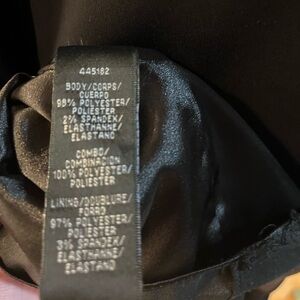 445182
BODY/CORPS/
CUERPO
98% POLYESTER/
POLIESTER
2% SPANDEX/
ELASTHANNE/
ELASTANO
COMBO/
COMBINACION
100% POLYESTER/
POLIESTER
LINING/DOUBLURE/
FORRO
97% POLYESTER/
POLIESTER
3% SPANDEX/
ELASTHANNE/
ELASTANO